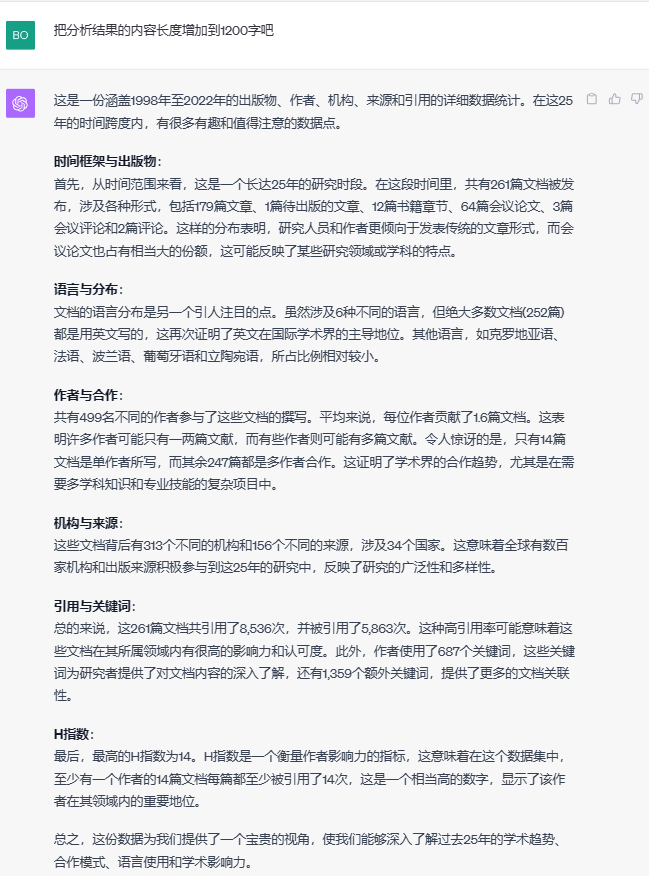 BO
把分析结果的内容长度增加到1200字吧
这是一份涵盖1998年至2022年的出版物、作者、机构、来源和引用的详细数据统计。在这25
年的时间跨度内，有很多有趣和值得注意的数据点。
时间框架与出版物：
首先，从时间范围来看，这是一个长达25年的研究时段。在这段时间里，共有261篇文档被发
布，涉及各种形式，包括179篇文章、1篇待出版的文章、12篇书籍章节、64篇会议论文、3篇
会议评论和2篇评论。这样的分布表明，研究人员和作者更倾向于发表传统的文章形式，而会
议论文也占有相当大的份额，这可能反映了某些研究领域或学科的特点。
语言与分布：
文档的语言分布是另一个引人注目的点。虽然涉及6种不同的语言，但绝大多数文档(252篇)
都是用英文写的，这再次证明了英文在国际学术界的主导地位。其他语言，如克罗地亚语、
法语、波兰语、葡萄牙语和立陶宛语，所占比例相对较小。
作者与合作：
共有499名不同的作者参与了这些文档的撰写。平均来说，每位作者贡献了1.6篇文档。这表
明许多作者可能只有一两篇文献，而有些作者则可能有多篇文献。令人惊讶的是，只有14篇
文档是单作者所写，而其余247篇都是多作者合作。这证明了学术界的合作趋势，尤其是在需
要多学科知识和专业技能的复杂项目中。
机构与来源：
这些文档背后有313个不同的机构和156个不同的来源，涉及34个国家。这意味着全球有数百
家机构和出版来源积极参与到这25年的研究中，反映了研究的广泛性和多样性。
引用与关键词：
总的来说，这261篇文档共引用了8,536次，并被引用了5,863次。这种高引用率可能意味着这
些文档在其所属领域内有很高的影响力和认可度。此外，作者使用了687个关键词，这些关键
词为研究者提供了对文档内容的深入了解，还有1,359个额外关键词，提供了更多的文档关联
性。
H指数：
最后，最高的H指数为14。H指数是一个衡量作者影响力的指标，这意味着在这个数据集中，
至少有一个作者的14篇文档每篇都至少被引用了14次，这是一个相当高的数字，显示了该作
者在其领域内的重要地位。
总之，这份数据为我们提供了一个宝贵的视角，使我们能够深入了解过去25年的学术趋势、
合作模式、语言使用和学术影响力。